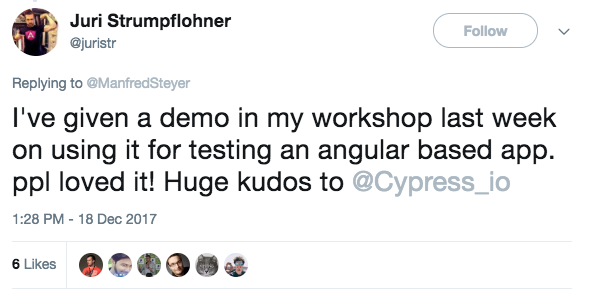 Juri Strumpflohner
@juristr
Follow
Replying to @ManfredSteyer
I've given a demo in my workshop last week
on using it for testing an angular based app.
ppl loved it! Huge kudos to @Cypress_io
1:28 PM - 18 Dec 2017
6 Likes